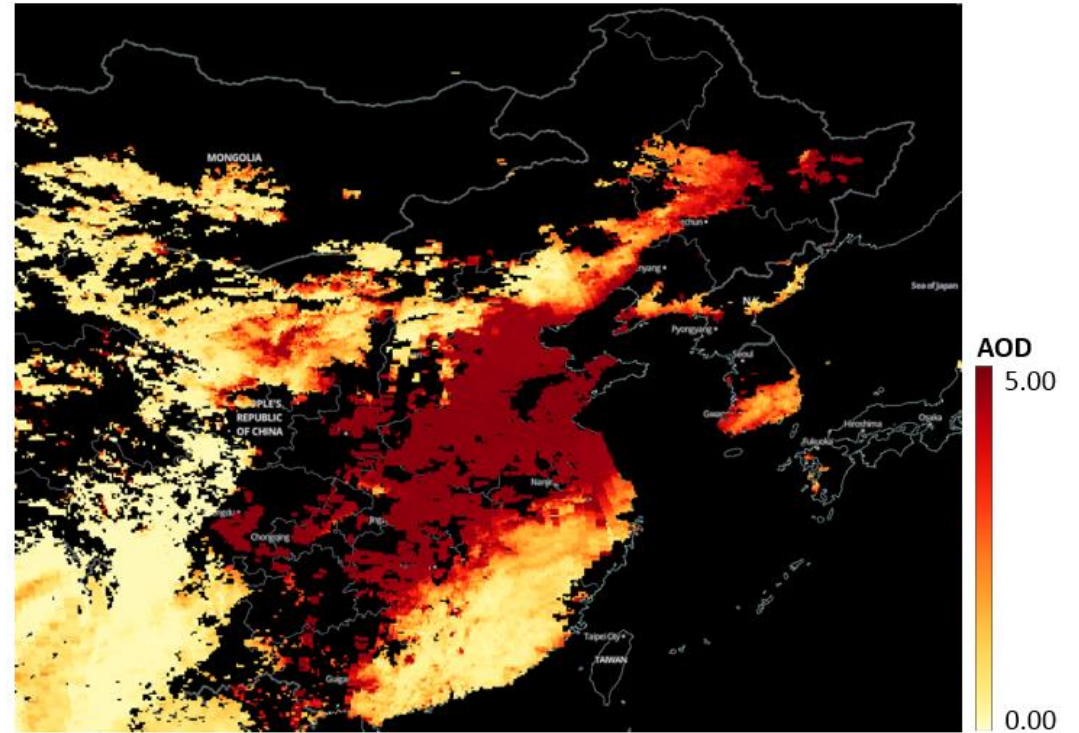 MONGOLIA
Sea of Japan
AOD
5.00
Pyongyang
Seoul
REPUBLIC
OF CHINA
Hiroshima
Osaka
Fukuoka
Chongqing
Taipei City
TAIWAN
0.00